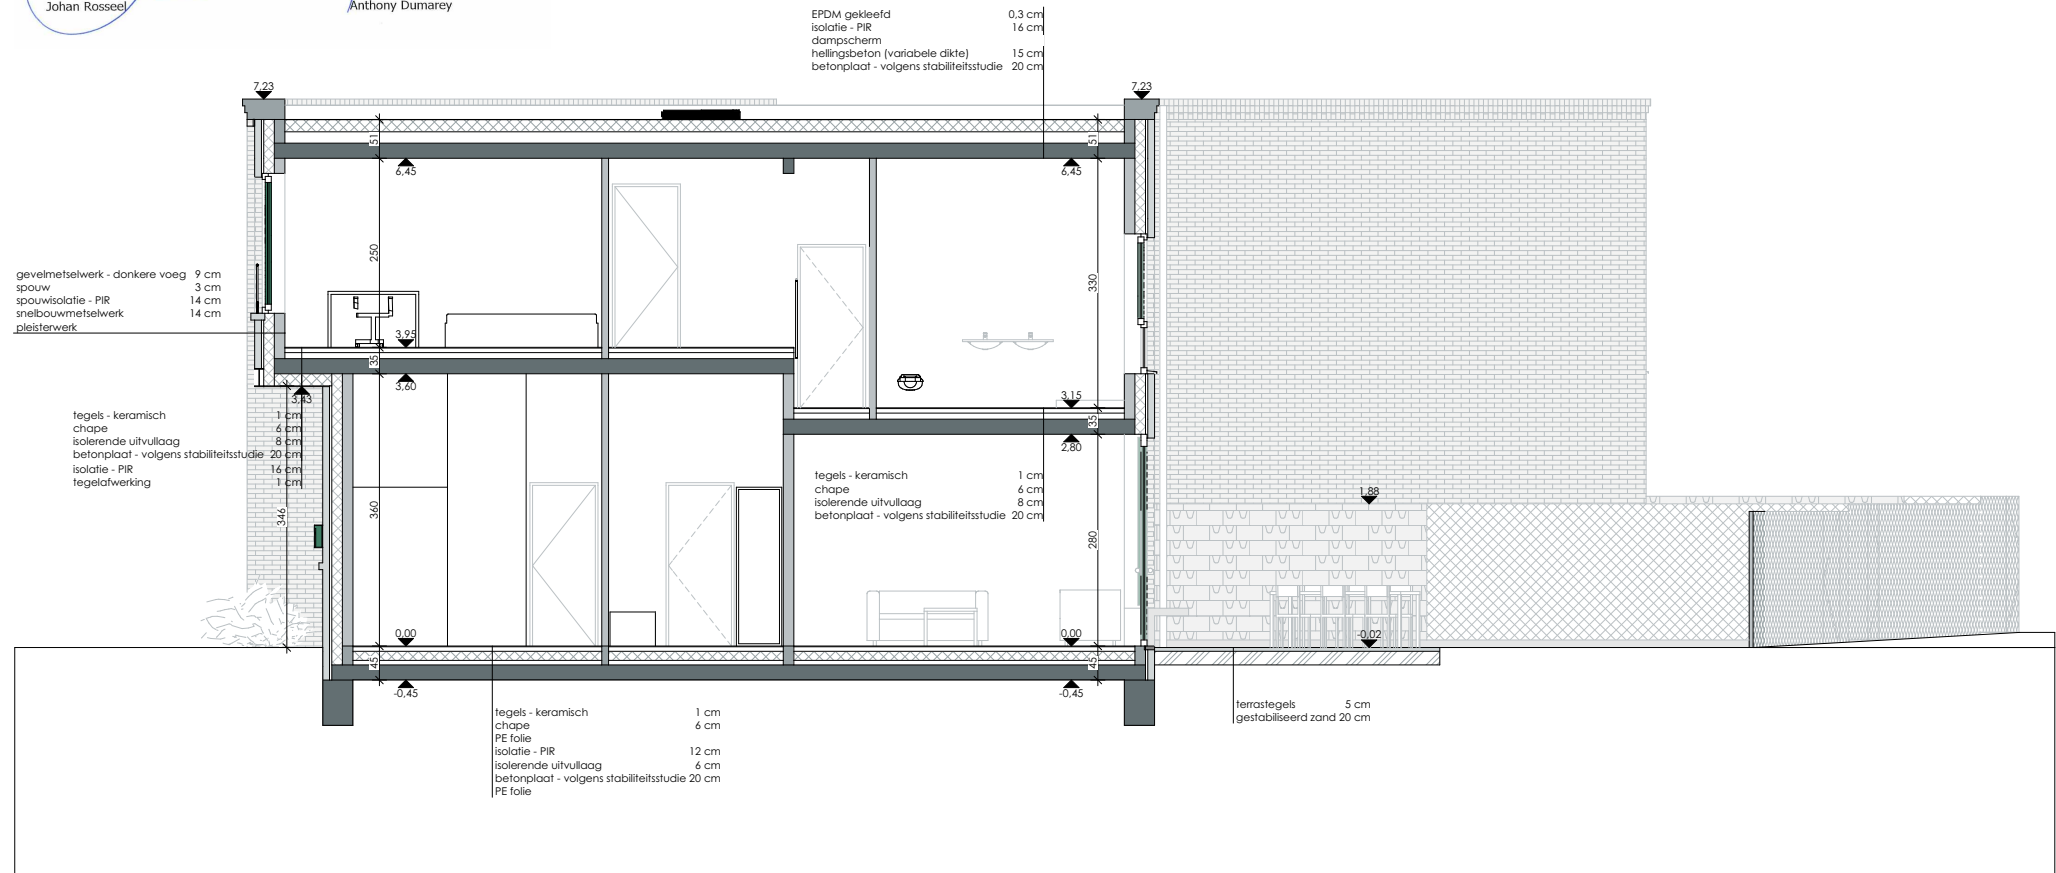 Johan Rosseel
Anthony Dumarey
EPDM gekleefd 0,3 cm
isolatie - PIR 16 cm
dampscherm
hellingsbeton (variabele dikte) 15 cm
betonplaat - volgens stabiliteitsstudie 20 cm
7,23
7,23
51
51
6,45
6,45
250
330
gevelmetselwerk - donkere voeg 9 cm
spouw 3 cm
spouwisolatie - PIR 14 cm
snelbouwmetselwerk 14 cm
pleisterwerk
3,95
35
3,60
3,43
3,15
35
2,80
tegels - keramisch 1 cm
chape 6 cm
isolerende uitvullaag 8 cm
betonplaat - volgens stabiliteitsstudie 20 cm
isolatie - PIR 16 cm
tegelafwerking 1 cm
tegels - keramisch 1 cm
chape 6 cm
isolerende uitvullaag 8 cm
betonplaat - volgens stabiliteitsstudie 20 cm
1,88
346
360
280
0,00
0,00
-0,02
45
45
-0,45
-0,45
tegels - keramisch 1 cm
chape 6 cm
PE folie
isolatie - PIR 12 cm
isolerende uitvullaag 6 cm
betonplaat - volgens stabiliteitsstudie 20 cm
PE folie
terrastegels 5 cm
gestabiliseerd zand 20 cm